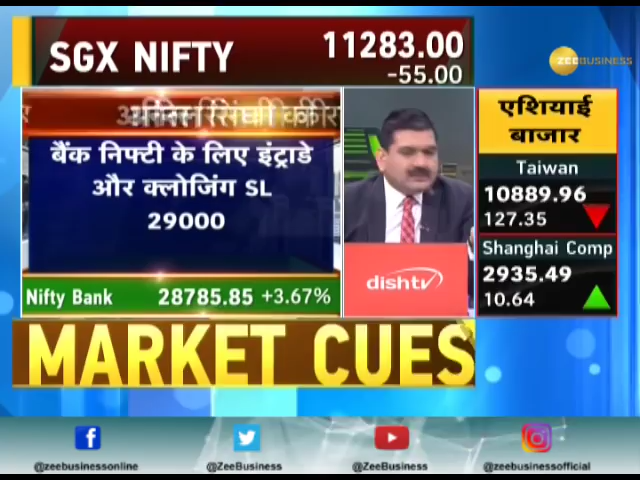 SGX NIFTY
11283.00
-55.00
ZEEBUSINESS
बैंक निफ्टी के लिए इंट्राडे
और क्लोजिंग SL
29000
Nifty Bank 28785.85 +3.67%
dishtv
एशियाई
बाजार
Taiwan
10889.96
127.35
Shanghai Comp
2935.49
10.64
MARKET CUES
@zeebusinessonline
@ZeeBusiness
@ZeeBusiness
@zeebusinessofficial